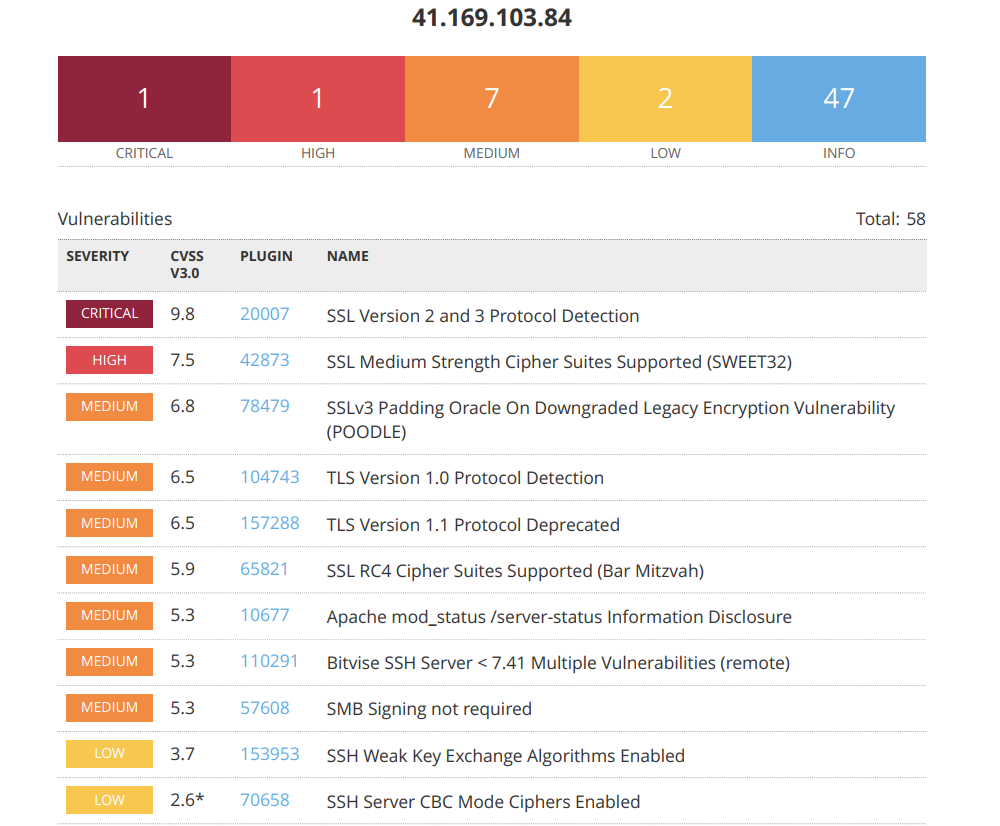 41.169.103.84
1 1 7 2 47
CRITICAL HIGH MEDIUM LOW INFO
Vulnerabilities Total: 58
SEVERITY CVSS V3.0 PLUGIN NAME
CRITICAL 9.8 20007 SSL Version 2 and 3 Protocol Detection
HIGH 7.5 42873 SSL Medium Strength Cipher Suites Supported (SWEET32)
MEDIUM 6.8 78479 SSLv3 Padding Oracle On Downgraded Legacy Encryption Vulnerability
(POODLE)
MEDIUM 6.5 104743 TLS Version 1.0 Protocol Detection
MEDIUM 6.5 157288 TLS Version 1.1 Protocol Deprecated
MEDIUM 5.9 65821 SSL RC4 Cipher Suites Supported (Bar Mitzvah)
MEDIUM 5.3 10677 Apache mod_status /server-status Information Disclosure
MEDIUM 5.3 110291 Bitvise SSH Server < 7.41 Multiple Vulnerabilities (remote)
MEDIUM 5.3 57608 SMB Signing not required
LOW 3.7 153953 SSH Weak Key Exchange Algorithms Enabled
LOW 2.6* 70658 SSH Server CBC Mode Ciphers Enabled